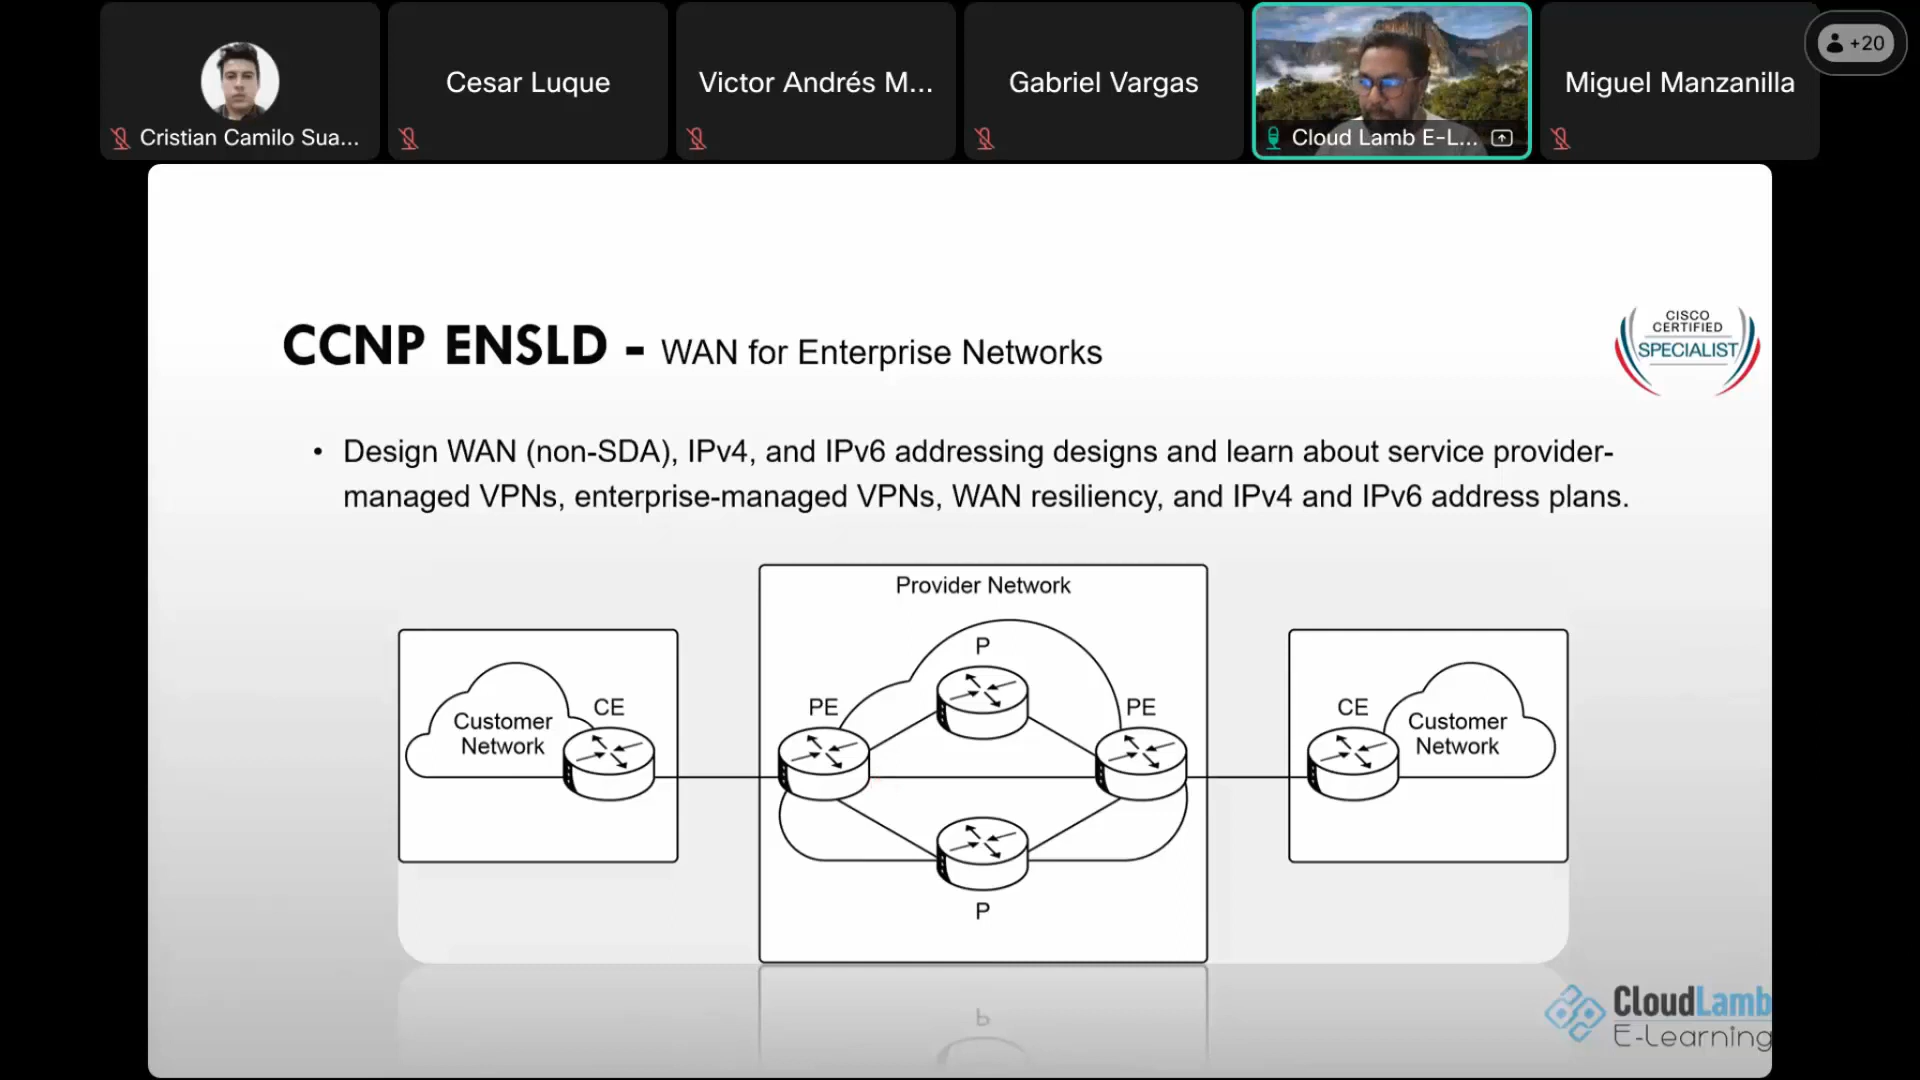 Cristian Camilo Sua...
Cesar Luque
Victor Andrés M...
Gabriel Vargas
Cloud Lamb E-L...
Miguel Manzanilla
+20
CCNP ENSLD - WAN for Enterprise Networks
CISCO
CERTIFIED
SPECIALIST
• Design WAN (non-SDA), IPv4, and IPv6 addressing designs and learn about service provider-
managed VPNs, enterprise-managed VPNs, WAN resiliency, and IPv4 and IPv6 address plans.
Provider Network
P
Customer
Network
CE
PE
PE
CE
Customer
Network
P
CloudLamb
E-Learning